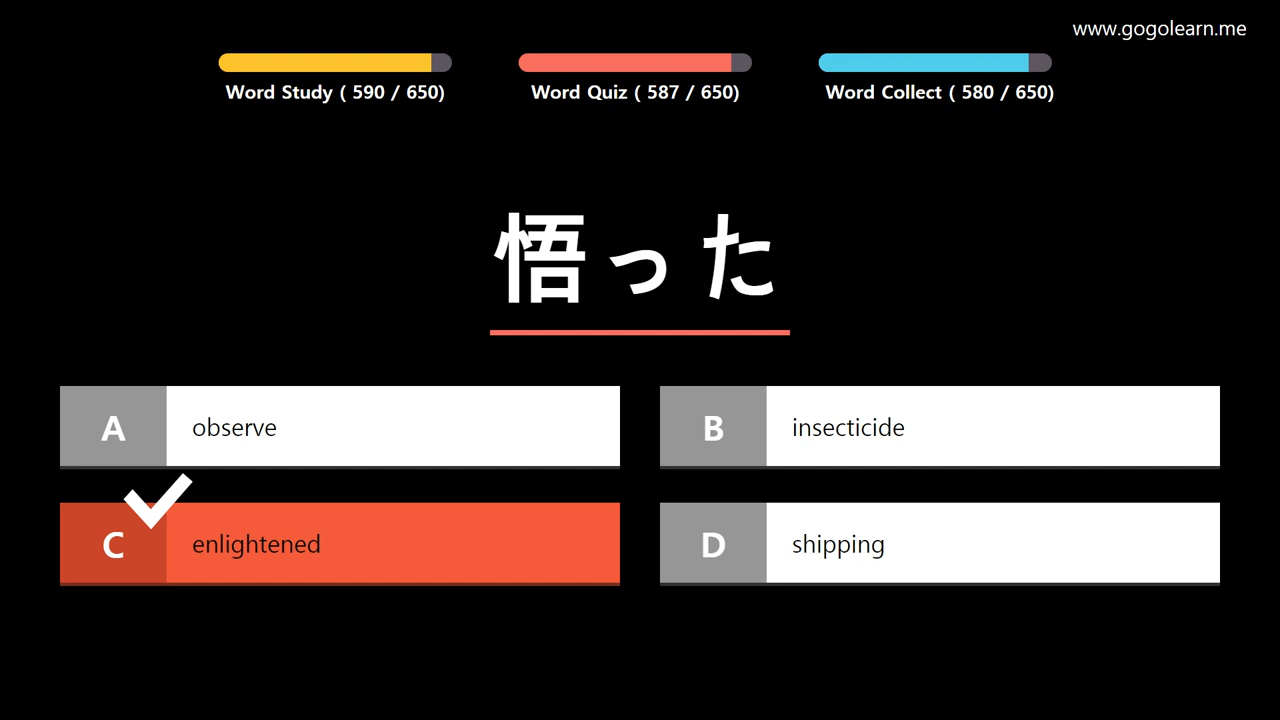 www.gogolearn.me
Word Study ( 590 / 650)
Word Quiz ( 587 / 650)
Word Collect ( 580 / 650)
悟った
A observe
B insecticide
C enlightened
D shipping